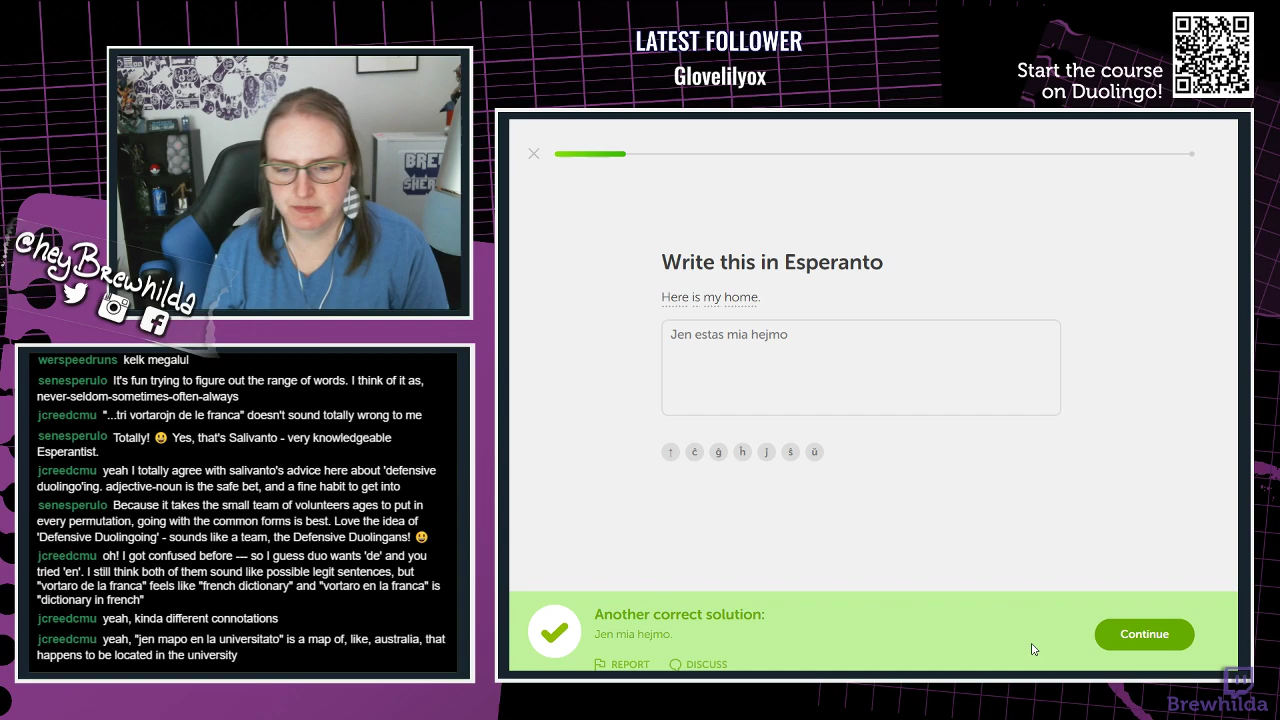 LATEST FOLLOWER
Glovelilyox
Start the course
on Duolingo!
BRE
SHE
@heyBrewhilda
werspeedruns kelk megalul
senesperulo It's fun trying to figure out the range of words. I think of it as,
never-seldom-sometimes-often-always
jcreedcmu "...tri vortarojn de le franca" doesn't sound totally wrong to me
senesperulo Totally! 😃 Yes, that's Salivanto - very knowledgeable
Esperantist.
jcreedcmu yeah I totally agree with salivanto's advice here about 'defensive
duolingo'ing. adjective-noun is the safe bet, and a fine habit to get into
senesperulo Because it takes the small team of volunteers ages to put in
every permutation, going with the common forms is best. Love the idea of
'Defensive Duolingoing' - sounds like a team, the Defensive Duolingans! 😃
jcreedcmu oh! I got confused before --- so I guess duo wants 'de' and you
tried 'en'. I still think both of them sound like possible legit sentences, but
"vortaro de la franca" feels like "french dictionary" and "vortaro en la franca" is
"dictionary in french"
jcreedcmu yeah, kinda different connotations
jcreedcmu yeah, "jen mapo en la universitato" is a map of, like, australia, that
happens to be located in the university
Write this in Esperanto
Here is my home.
Jen estas mia hejmo
↑ ĉ ĝ ĥ ĵ ŝ ŭ
Another correct solution:
Jen mia hejmo.
REPORT DISCUSS
Continue
Brewhilda